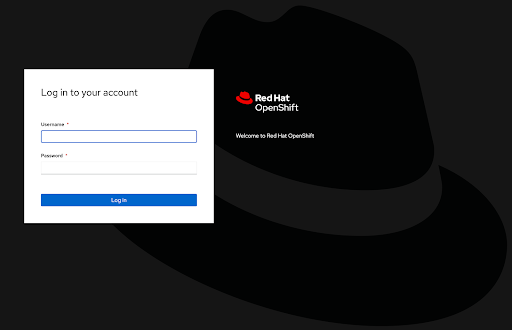 Log in to your account
Username *
Password *
Log in
Red Hat
OpenShift
Welcome to Red Hat OpenShift